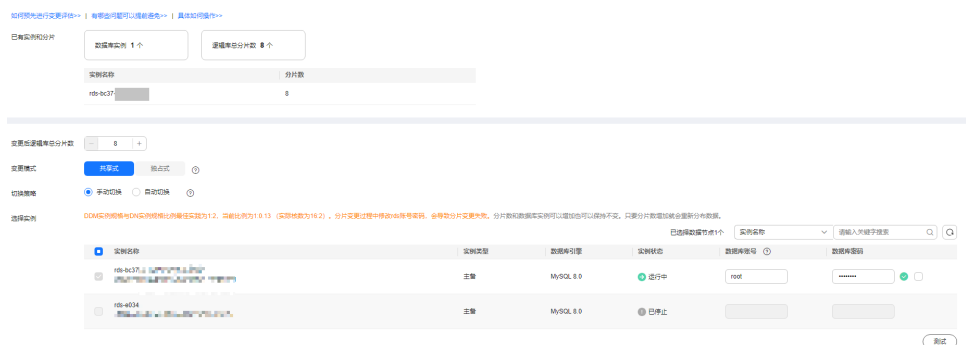 如何预先进行变更评估>> | 有哪些问题可以提前避免>> | 具体如何操作>>
已有实例和分片
数据库实例 1 个
逻辑库总分片数 8 个
实例名称 分片数
rds-bc37- 8
变更后逻辑库总分片数 — 8 +
变更模式 共享式 独占式 ?
切换策略 手动切换 自动切换 ?
选择实例 DDM实例规格与DN实例规格比例最佳实践为1:2，当前比例为1:0.13 （实际核数为16:2）。分片变更过程中修改rds账号密码，会导致分片变更失败。分片数和数据库实例可以增加也可以保持不变。只要分片数增加就会重新分布数据。
已选择数据节点1个 实例名称 请输入关键字搜索
实例名称 实例类型 数据库引擎 实例状态 数据库账号 ? 数据库密码
rds-bc37 主备 MySQL 8.0 运行中 root ••••••••
rds-e034 主备 MySQL 8.0 已停止
测试